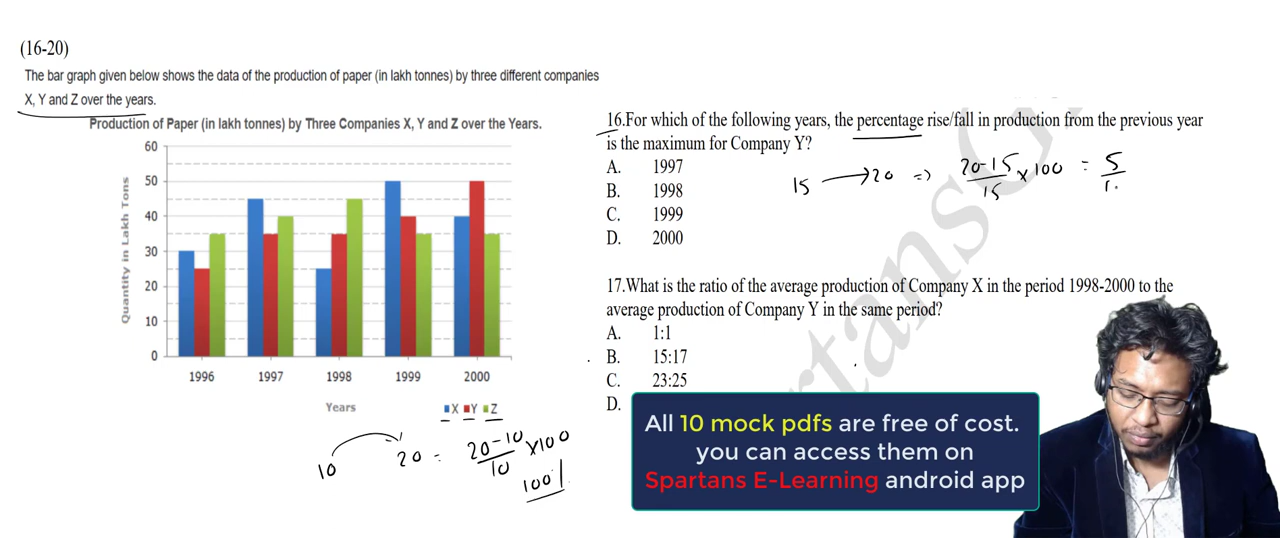 (16-20)
The bar graph given below shows the data of the production of paper (in lakh tonnes) by three different companies
X, Y and Z over the years.
Production of Paper (in lakh tonnes) by Three Companies X, Y and Z over the Years.
Quantity in Lakh Tons
60
50
40
30
20
10
0
1996 1997 1998 1999 2000
Years
X Y Z
10 20 = 20-10/10 ×100
100%
16.For which of the following years, the percentage rise/fall in production from the previous year
is the maximum for Company Y?
A. 1997
B. 1998
C. 1999
D. 2000
15 → 20 => 20-15/15 × 100 = 5/1.
17.What is the ratio of the average production of Company X in the period 1998-2000 to the
average production of Company Y in the same period?
A. 1:1
B. 15:17
C. 23:25
D.
All 10 mock pdfs are free of cost.
you can access them on
Spartans E-Learning android app